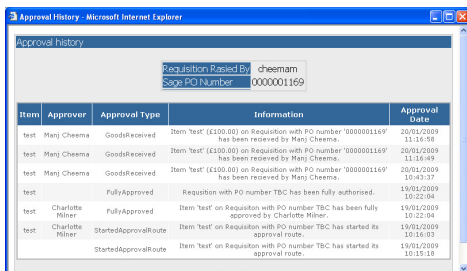 Approval History - Microsoft Internet Explorer
Approval history
Requisition Rasied By cheemam
Sage PO Number 0000001169
Item Approver Approval Type Information Approval Date
test Manj Cheema GoodsReceived Item 'test' (£100.00) on Requisition with PO number '0000001169' has been recieved by Manj Cheema. 20/01/2009 11:16:58
test Manj Cheema GoodsReceived Item 'test' (£100.00) on Requisition with PO number '0000001169' has been recieved by Manj Cheema. 20/01/2009 11:16:49
test Manj Cheema GoodsReceived Item 'test' (£100.00) on Requisition with PO number '0000001169' has been recieved by Manj Cheema. 20/01/2009 10:43:37
test FullyApproved Requsition with PO number TBC has been fully authorised. 19/01/2009 10:22:04
test Charlotte Milner FullyApproved Item 'test' on Requisiton with PO number TBC has been fully approved by Charlotte Milner. 19/01/2009 10:22:04
test Charlotte Milner StartedApprovalRoute Item 'test' on Requisiton with PO number TBC has started its approval route. 19/01/2009 10:16:03
StartedApprovalRoute Item 'test' on Requisiton with PO number TBC has started its approval route. 19/01/2009 10:15:18